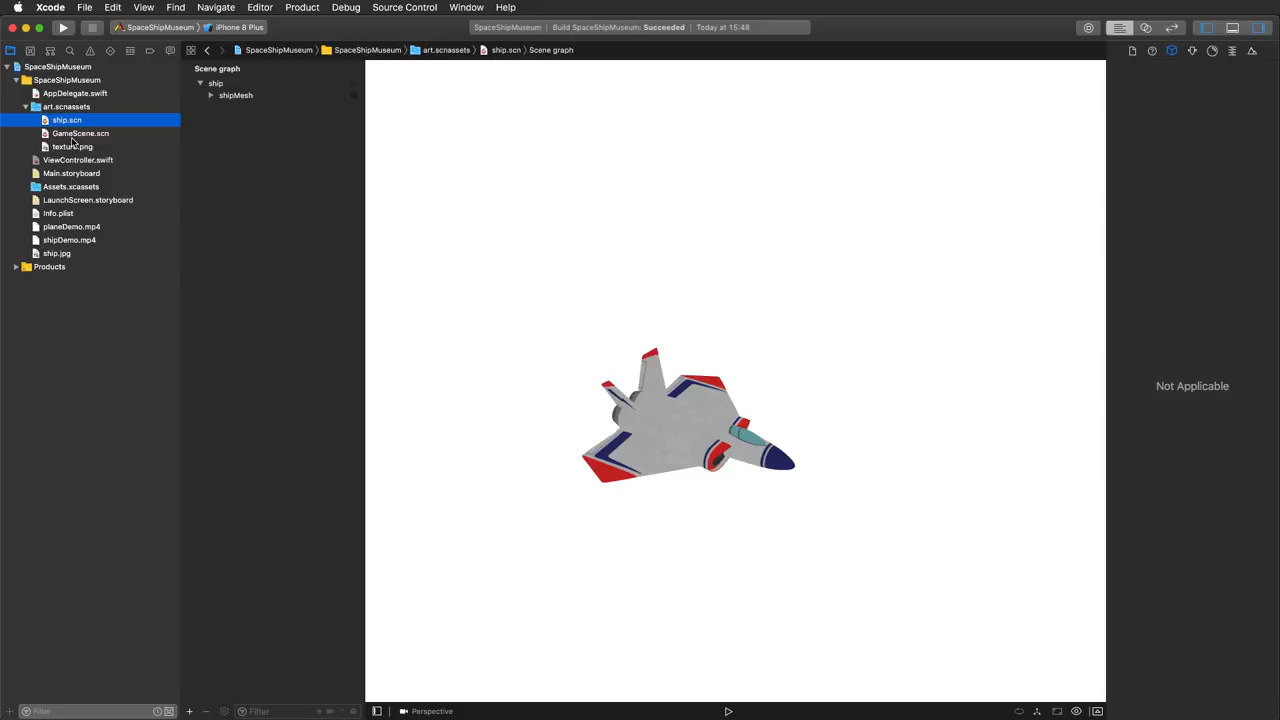 Xcode File Edit View Find Navigate Editor Product Debug Source Control Window Help
SpaceShipMuseum iPhone 8 Plus SpaceShipMuseum | Build SpaceShipMuseum: Succeeded | Today at 15:48
SpaceShipMuseum SpaceShipMuseum art.scnassets ship.scn Scene graph
SpaceShipMuseum
SpaceShipMuseum
AppDelegate.swift
art.scnassets
ship.scn
GameScene.scn
texture.png
ViewController.swift
Main.storyboard
Assets.xcassets
LaunchScreen.storyboard
Info.plist
planeDemo.mp4
shipDemo.mp4
ship.jpg
Products
Scene graph
ship
shipMesh
Not Applicable
Filter Filter Perspective